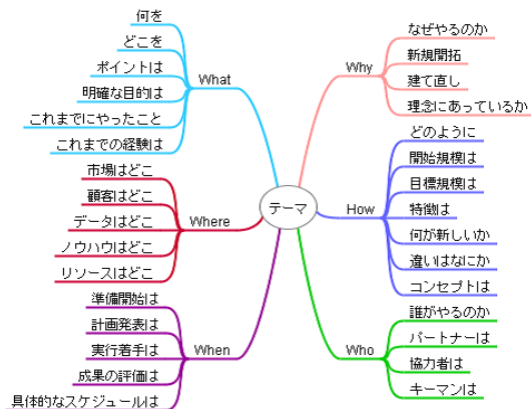 テーマ
What
何を
どこを
ポイントは
明確な目的は
これまでにやったこと
これまでの経験は
Where
市場はどこ
顧客はどこ
データはどこ
ノウハウはどこ
リソースはどこ
When
準備開始は
計画発表は
実行着手は
成果の評価は
具体的なスケジュールは
Why
なぜやるのか
新規開拓
建て直し
理念にあっているか
How
どのように
開始規模は
目標規模は
特徴は
何が新しいか
違いはなにか
コンセプトは
Who
誰がやるのか
パートナーは
協力者は
キーマンは